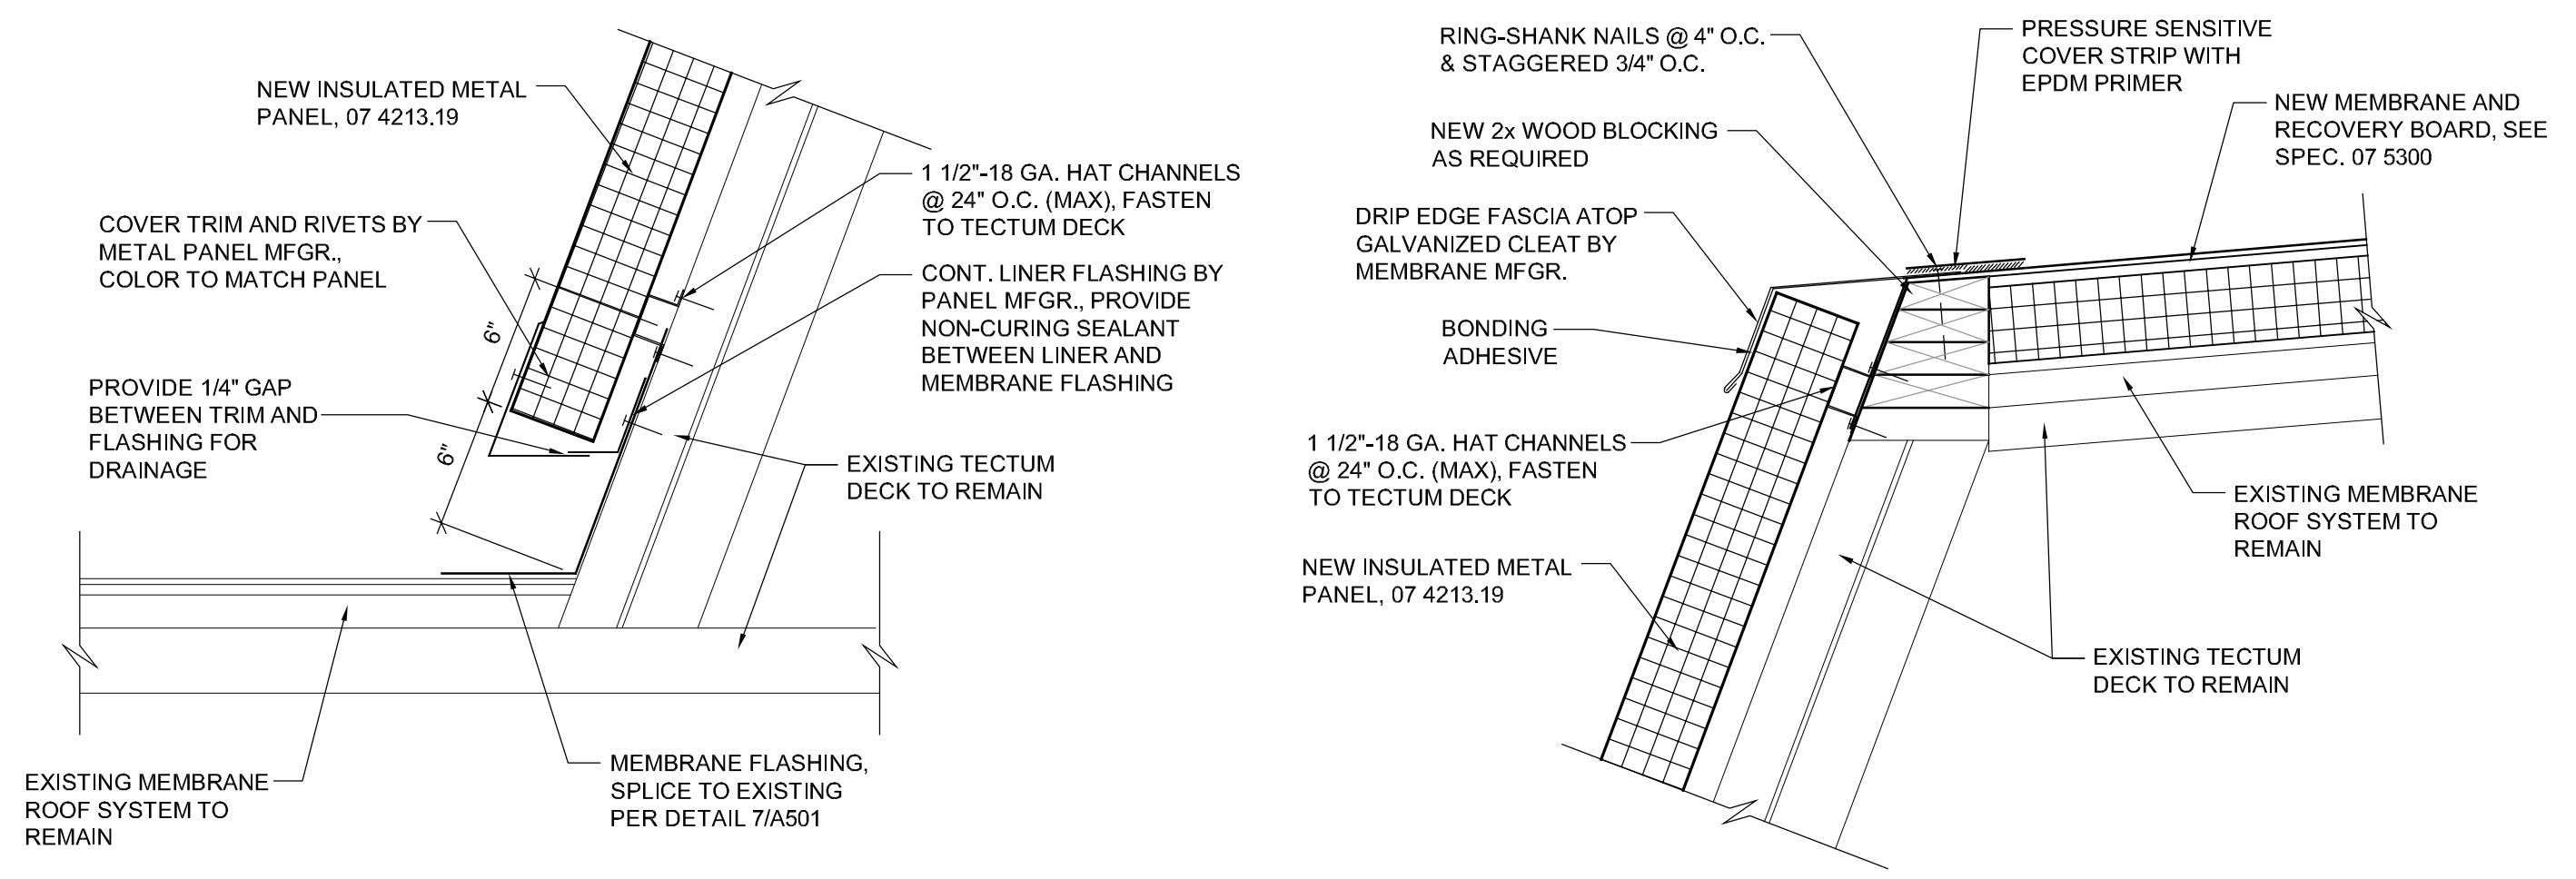 NEW INSULATED METAL
PANEL, 07 4213.19
COVER TRIM AND RIVETS BY
METAL PANEL MFGR.,
COLOR TO MATCH PANEL
6"
PROVIDE 1/4" GAP
BETWEEN TRIM AND
FLASHING FOR
DRAINAGE
6"
1 1/2"-18 GA. HAT CHANNELS
@ 24" O.C. (MAX), FASTEN
TO TECTUM DECK
CONT. LINER FLASHING BY
PANEL MFGR., PROVIDE
NON-CURING SEALANT
BETWEEN LINER AND
MEMBRANE FLASHING
EXISTING TECTUM
DECK TO REMAIN
EXISTING MEMBRANE
ROOF SYSTEM TO
REMAIN
MEMBRANE FLASHING,
SPLICE TO EXISTING
PER DETAIL 7/A501
RING-SHANK NAILS @ 4" O.C.
& STAGGERED 3/4" O.C.
PRESSURE SENSITIVE
COVER STRIP WITH
EPDM PRIMER
NEW MEMBRANE AND
RECOVERY BOARD, SEE
SPEC. 07 5300
NEW 2x WOOD BLOCKING
AS REQUIRED
DRIP EDGE FASCIA ATOP
GALVANIZED CLEAT BY
MEMBRANE MFGR.
BONDING
ADHESIVE
1 1/2"-18 GA. HAT CHANNELS
@ 24" O.C. (MAX), FASTEN
TO TECTUM DECK
NEW INSULATED METAL
PANEL, 07 4213.19
EXISTING MEMBRANE
ROOF SYSTEM TO
REMAIN
EXISTING TECTUM
DECK TO REMAIN